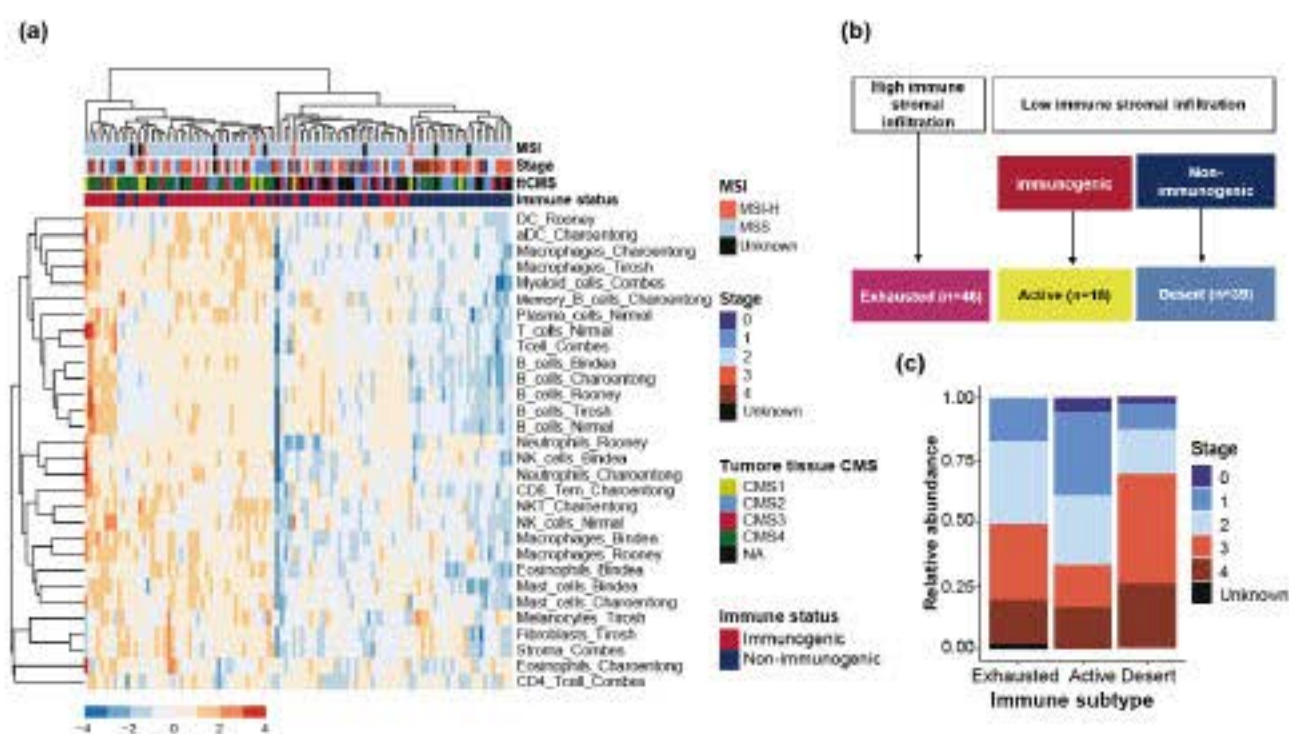 (a)
MSI
Stage
ttCMS
Immune status
DC_Rooney
aDC_Charoentong
Macrophages_Charoentong
Macrophages_Tirosh
Myeloid_cells_Combes
Memory_B_cells_Charoentong
Plasma_cells_Nirmal
T_cells_Nirmal
Tcell_Combes
B_cells_Bindea
B_cells_Charoentong
B_cells_Rooney
B_cells_Tirosh
B_cells_Nirmal
Neutrophils_Rooney
NK_cells_Bindea
Neutrophils_Charoentong
CD8_Tem_Charoentong
NKT_Charoentong
NK_cells_Nirmal
Macrophages_Bindea
Macrophages_Rooney
Eosinophils_Bindea
Mast_cells_Bindea
Mast_cells_Charoentong
Melanocytes_Tirosh
Fibroblasts_Tirosh
Stroma_Combes
Eosinophils_Charoentong
CD4_Tcell_Combes
−4 −2 0 2 4
MSI
MSI-H
MSS
Unknown
Stage
0
1
2
3
4
Unknown
Tumore tissue CMS
CMS1
CMS2
CMS3
CMS4
NA
Immune status
Immunogenic
Non-immunogenic
(b)
High immune
stromal
infiltration
Low immune stromal infiltration
immunogenic
Non-
immunogenic
Exhausted (n=46)
Active (n=18)
Desert (n=39)
(c)
Relative abundance
1.00
0.75
0.50
0.25
0.00
Exhausted Active Desert
Immune subtype
Stage
0
1
2
3
4
Unknown